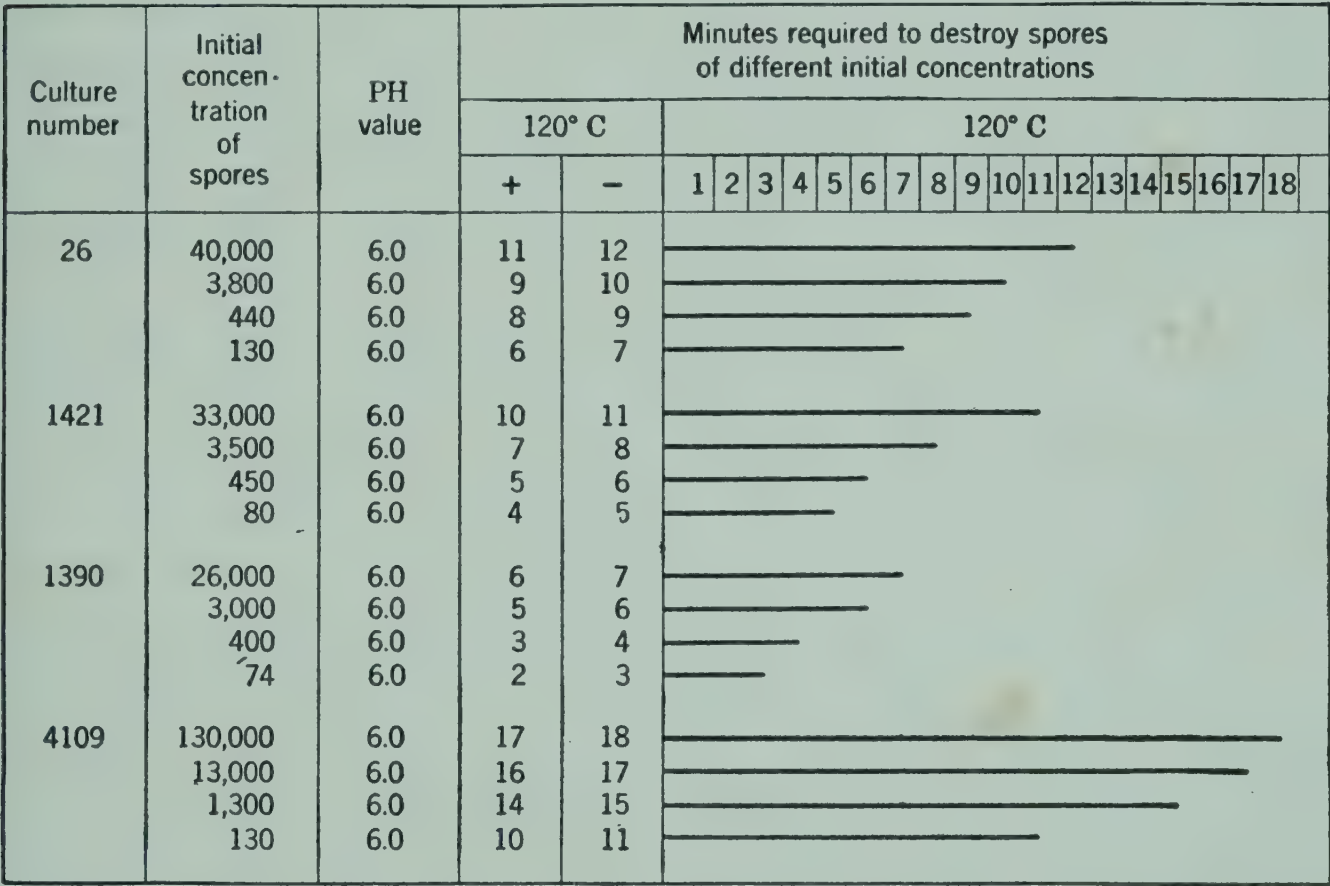 Minutes required to destroy spores
of different initial concentrations
Culture
number
Initial
concen-
tration
of
spores
PH
value
120° C
120° C
+ − 1 2 3 4 5 6 7 8 9 10 11 12 13 14 15 16 17 18
26 40,000 6.0 11 12
3,800 6.0 9 10
440 6.0 8 9
130 6.0 6 7
1421 33,000 6.0 10 11
3,500 6.0 7 8
450 6.0 5 6
80 6.0 4 5
1390 26,000 6.0 6 7
3,000 6.0 5 6
400 6.0 3 4
74 6.0 2 3
4109 130,000 6.0 17 18
13,000 6.0 16 17
1,300 6.0 14 15
130 6.0 10 11